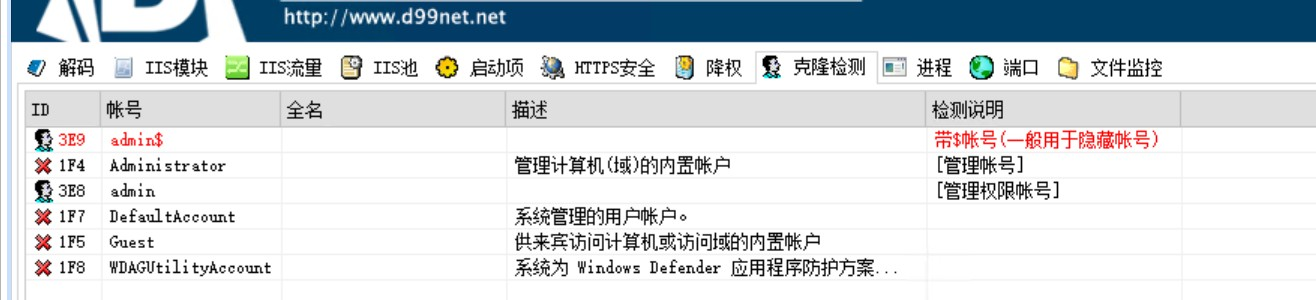 http://www.d99net.net
解码 IIS模块 IIS流量 IIS池 启动项 HTTPS安全 降权 克隆检测 进程 端口 文件监控
ID 帐号 全名 描述 检测说明
3E9 admin$ 带$帐号(一般用于隐藏帐号)
1F4 Administrator 管理计算机(域)的内置帐户 [管理帐号]
3E8 admin [管理权限帐号]
1F7 DefaultAccount 系统管理的用户帐户。
1F5 Guest 供来宾访问计算机或访问域的内置帐户
1F8 WDAGUtilityAccount 系统为 Windows Defender 应用程序防护方案...